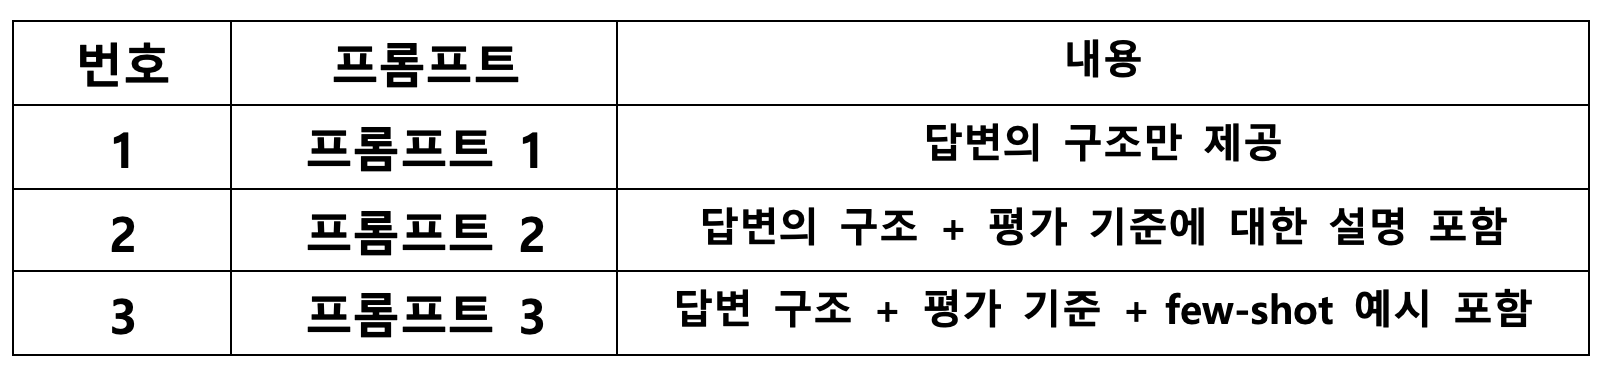 번호 프롬프트 내용
1 프롬프트 1 답변의 구조만 제공
2 프롬프트 2 답변의 구조 + 평가 기준에 대한 설명 포함
3 프롬프트 3 답변 구조 + 평가 기준 + few-shot 예시 포함